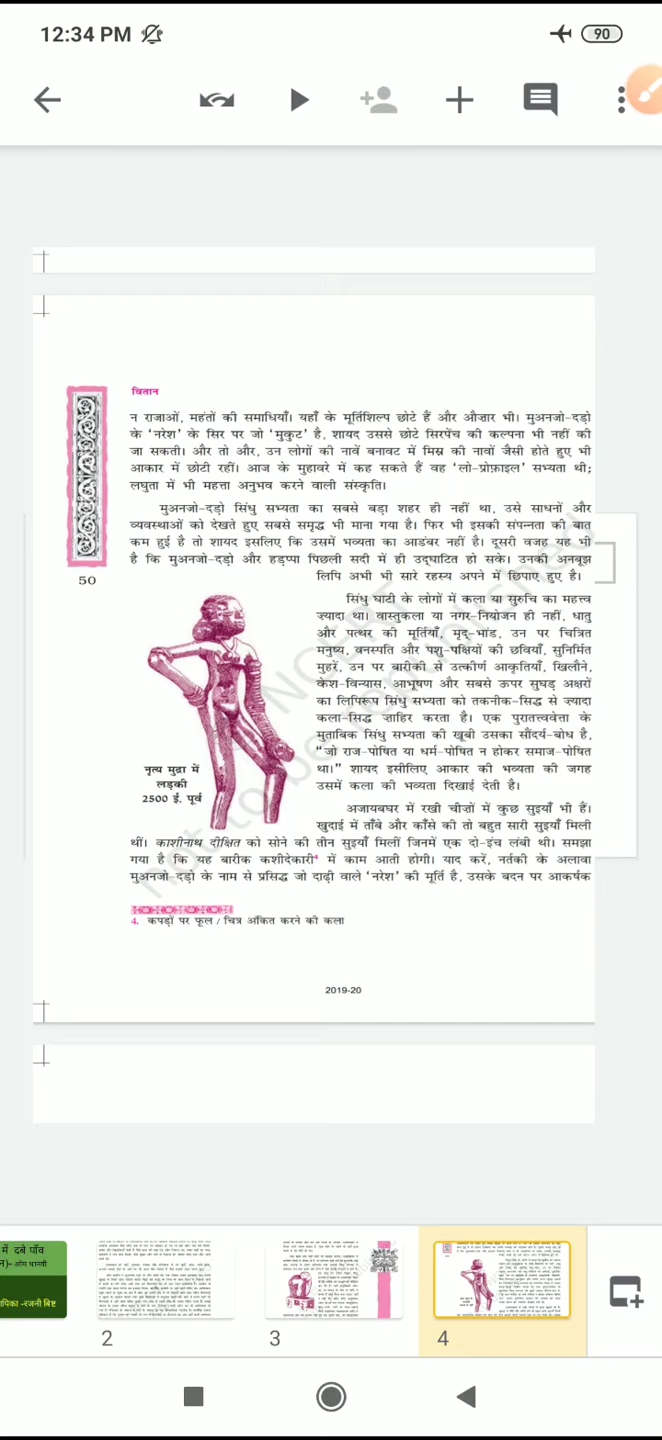 12:34 PM
90
वितान
न राजाओं, महंतों की समाधियाँ। यहाँ के मूर्तिशिल्प छोटे हैं और औज़ार भी। मुअनजो-दड़ो
के ‘नरेश’ के सिर पर जो ‘मुकुट’ है, शायद उससे छोटे सिरपेंच की कल्पना भी नहीं की
जा सकती। और तो और, उन लोगों की नावें बनावट में मिस्र की नावों जैसी होते हुए भी
आकार में छोटी रहीं। आज के मुहावरे में कह सकते हैं वह ‘लो-प्रोफ़ाइल’ सभ्यता थी;
लघुता में भी महत्ता अनुभव करने वाली संस्कृति।
मुअनजो-दड़ो सिंधु सभ्यता का सबसे बड़ा शहर ही नहीं था, उसे साधनों और
व्यवस्थाओं को देखते हुए सबसे समृद्ध भी माना गया है। फिर भी इसकी संपन्नता की बात
कम हुई है तो शायद इसलिए कि उसमें भव्यता का आडंबर नहीं है। दूसरी वजह यह भी
है कि मुअनजो-दड़ो और हड़प्पा पिछली सदी में ही उद्घाटित हो सके। उनकी अनबूझ
लिपि अभी भी सारे रहस्य अपने में छिपाए हुए है।
50
सिंधु घाटी के लोगों में कला या सुरुचि का महत्त्व
ज़्यादा था। वास्तुकला या नगर-नियोजन ही नहीं, धातु
और पत्थर की मूर्तियाँ, मृद्-भांड, उन पर चित्रित
मनुष्य, वनस्पति और पशु-पक्षियों की छवियाँ, सुनिर्मित
मुहरें, उन पर बारीकी से उत्कीर्ण आकृतियाँ, खिलौने,
केश-विन्यास, आभूषण और सबसे ऊपर सुघड़ अक्षरों
का लिपिरूप सिंधु सभ्यता को तकनीक-सिद्ध से ज़्यादा
कला-सिद्ध ज़ाहिर करता है। एक पुरातत्त्ववेत्ता के
मुताबिक सिंधु सभ्यता की खूबी उसका सौंदर्य-बोध है,
“जो राज-पोषित या धर्म-पोषित न होकर समाज-पोषित
था।” शायद इसीलिए आकार की भव्यता की जगह
उसमें कला की भव्यता दिखाई देती है।
नृत्य मुद्रा में
लड़की
2500 ई. पूर्व
अजायबघर में रखी चीज़ों में कुछ सुइयाँ भी हैं।
खुदाई में ताँबे और काँसे की तो बहुत सारी सुइयाँ मिली
थीं। काशीनाथ दीक्षित को सोने की तीन सुइयाँ मिलीं जिनमें एक दो-इंच लंबी थी। समझा
गया है कि यह बारीक कशीदेकारी⁴ में काम आती होगी। याद करें, नर्तकी के अलावा
मुअनजो-दड़ो के नाम से प्रसिद्ध जो दाढ़ी वाले ‘नरेश’ की मूर्ति है, उसके बदन पर आकर्षक
4. कपड़ों पर फूल / चित्र अंकित करने की कला
2019-20
में दबे पाँव
न)- ओम थानवी
पिका -रजनी बिष्ट
2
3
4